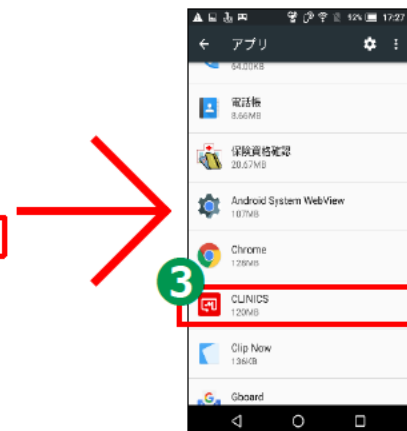 92% 17:27
アプリ
64.00KB
電話帳
8.66MB
保険資格確認
20.67MB
Android System WebView
107MB
Chrome
128MB
3
CLINICS
120MB
Clip Now
136KB
Gboard